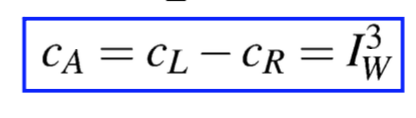 $c_A = c_L - c_R = I_W^3$